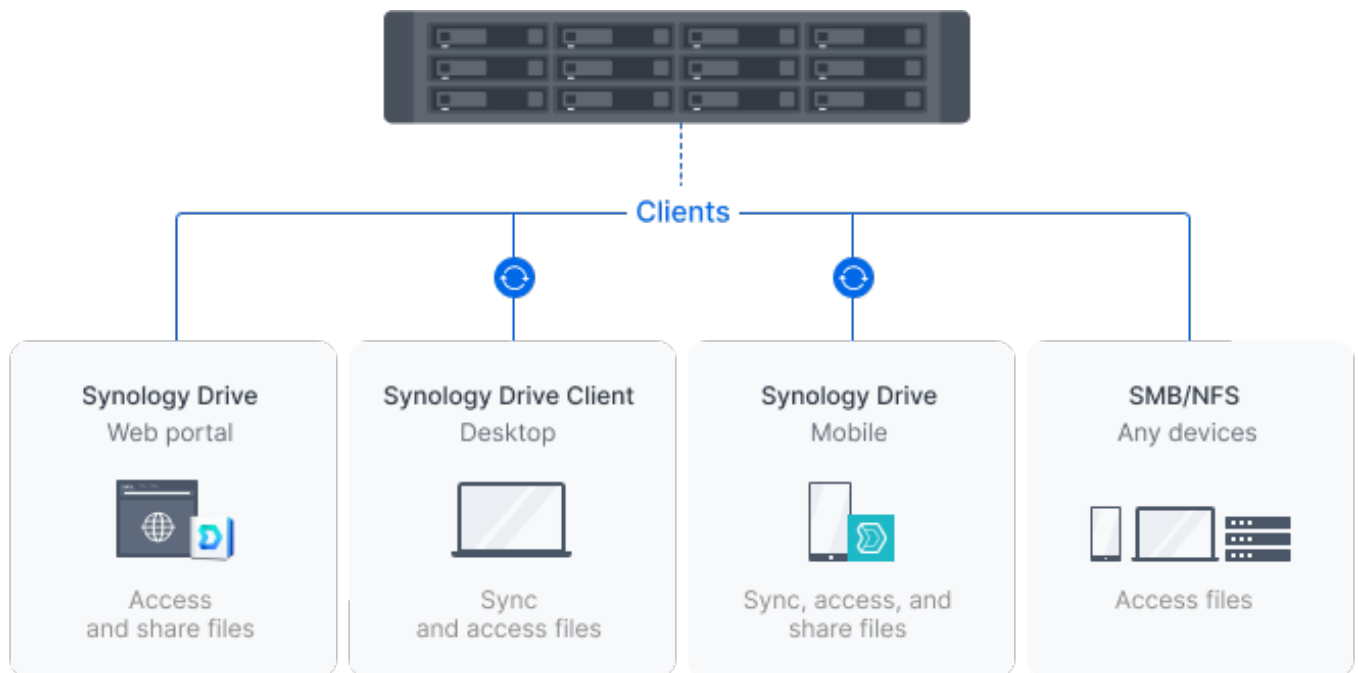 Clients
Synology Drive
Web portal
Access
and share files
Synology Drive Client
Desktop
Sync
and access files
Synology Drive
Mobile
Sync, access, and
share files
SMB/NFS
Any devices
Access files